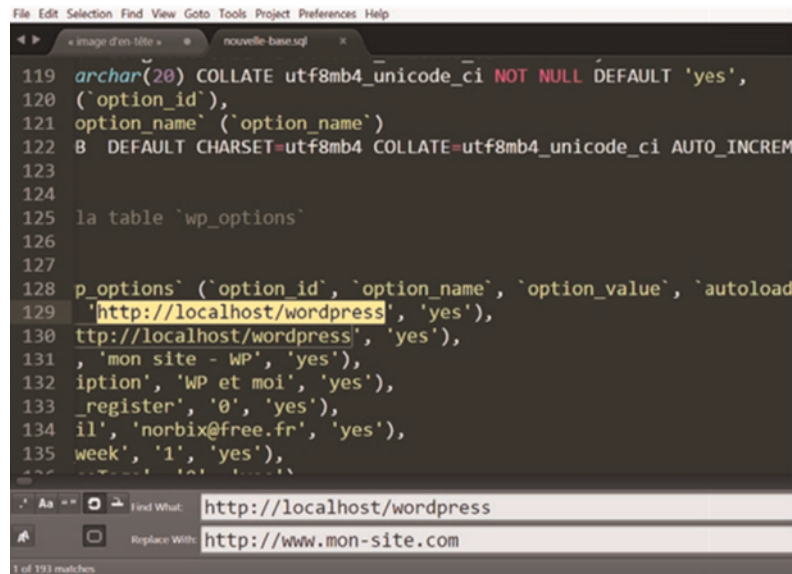 File Edit Selection Find View Goto Tools Project Preferences Help
« image d'en-tête » nouvelle-base.sql x
119 archar(20) COLLATE utf8mb4_unicode_ci NOT NULL DEFAULT 'yes',
120 (`option_id`),
121 option_name` (`option_name`)
122 B DEFAULT CHARSET=utf8mb4 COLLATE=utf8mb4_unicode_ci AUTO_INCREM
123
124
125 la table `wp_options`
126
127
128 p_options` (`option_id`, `option_name`, `option_value`, `autoload
129 'http://localhost/wordpress', 'yes'),
130 ttp://localhost/wordpress', 'yes'),
131 , 'mon site - WP', 'yes'),
132 iption', 'WP et moi', 'yes'),
133 _register', '0', 'yes'),
134 il', 'norbix@free.fr', 'yes'),
135 week', '1', 'yes'),
.* Aa "" Find What: http://localhost/wordpress
Replace With: http://www.mon-site.com
1 of 193 matches